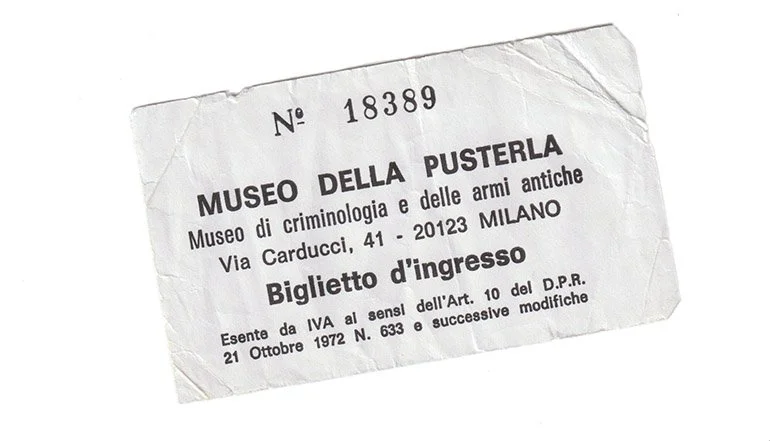 Nº 18389
MUSEO DELLA PUSTERLA
Museo di criminologia e delle armi antiche
Via Carducci, 41 - 20123 MILANO
Biglietto d'ingresso
Esente da IVA ai sensi dell'Art. 10 del D.P.R.
21 Ottobre 1972 N. 633 e successive modifiche